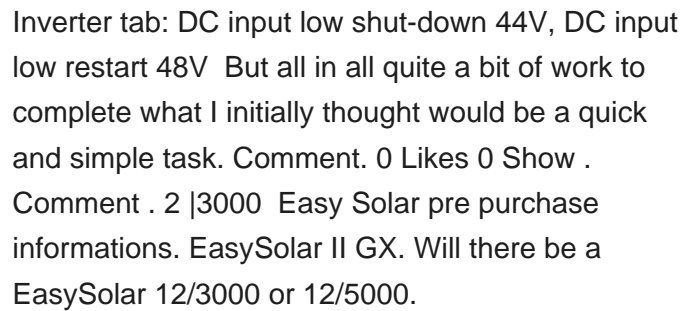 Inverter tab: DC input low shut-down 44V, DC input
low restart 48V  But all in all quite a bit of work to
complete what I initially thought would be a quick
and simple task. Comment. 0 Likes 0 Show .
Comment . 2 |3000  Easy Solar pre purchase
informations. EasySolar II GX. Will there be a
EasySolar 12/3000 or 12/5000.